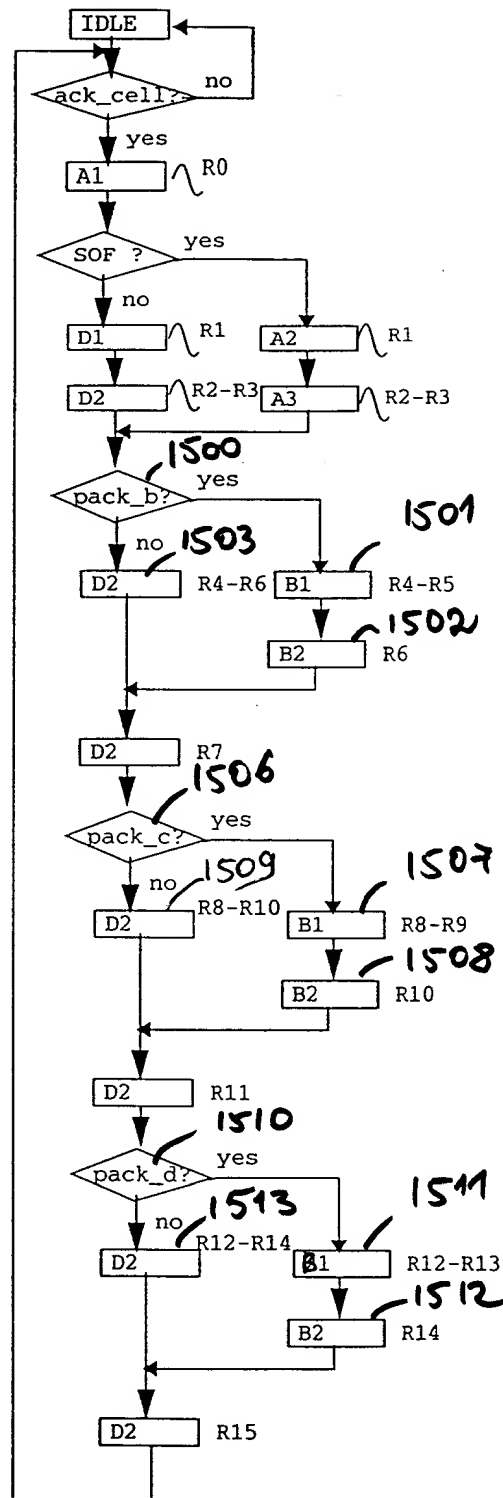 IDLE
ack_cell?
no
yes
A1 R0
SOF ?
yes
no
D1 R1 A2 R1
D2 R2-R3 A3 R2-R3
1500
pack_b?
yes
1501
no
1503
D2 R4-R6 B1 R4-R5
1502
B2 R6
D2 R7
1506
pack_c?
yes
1507
no
1509
D2 R8-R10 B1 R8-R9
1508
B2 R10
D2 R11
1510
pack_d?
yes
1511
no
1513
D2 R12-R14 B1 R12-R13
1512
B2 R14
D2 R15